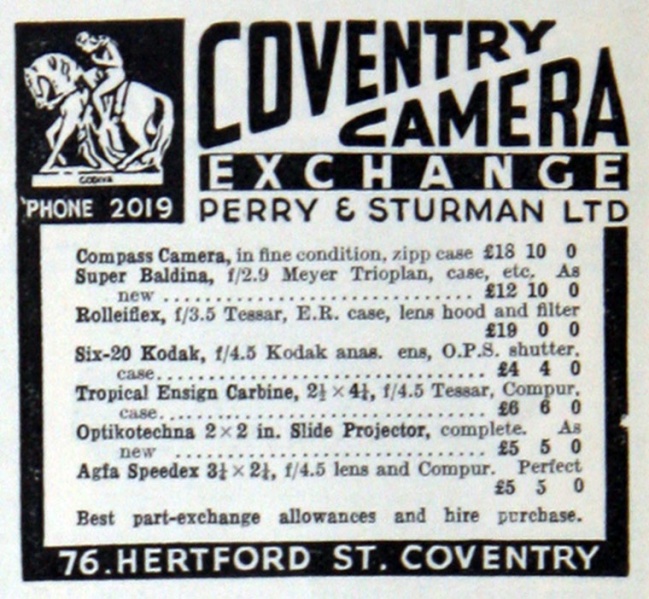 COVENTRY
CAMERA
EXCHANGE
GODIVA
'PHONE 2019
PERRY & STURMAN LTD
Compass Camera, in fine condition, zipp case £18 10 0
Super Baldina, f/2.9 Meyer Trioplan, case, etc. As
new ................................ £12 10 0
Rolleiflex, f/3.5 Tessar, E.R. case, lens hood and filter
£19 0 0
Six-20 Kodak, f/4.5 Kodak anas. ens, O.P.S. shutter.
case................................ £4 4 0
Tropical Ensign Carbine, 2½ × 4¼, f/4.5 Tessar, Compur.
case................................ £6 6 0
Optikotechna 2 × 2 in. Slide Projector, complete. As
new ................................ £5 5 0
Agfa Speedex 3¼ × 2¼, f/4.5 lens and Compur. Perfect
£5 5 0
Best part-exchange allowances and hire purchase.
76.HERTFORD ST. COVENTRY